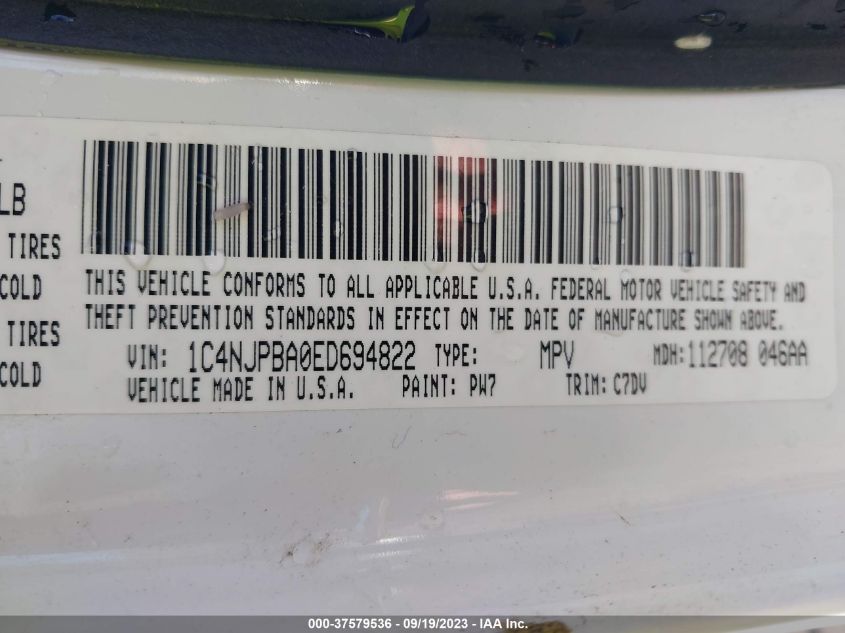 LB
TIRES
COLD
TIRES
COLD
THIS VEHICLE CONFORMS TO ALL APPLICABLE U.S.A. FEDERAL MOTOR VEHICLE SAFETY AND
THEFT PREVENTION STANDARDS IN EFFECT ON THE DATE OF MANUFACTURE SHOWN ABOVE.
VIN: 1C4NJPBA0ED694822 TYPE: MPV MDH:112708 046AA
VEHICLE MADE IN U.S.A. PAINT: PW7 TRIM: C7DV
000-37579536 - 09/19/2023 - IAA Inc.